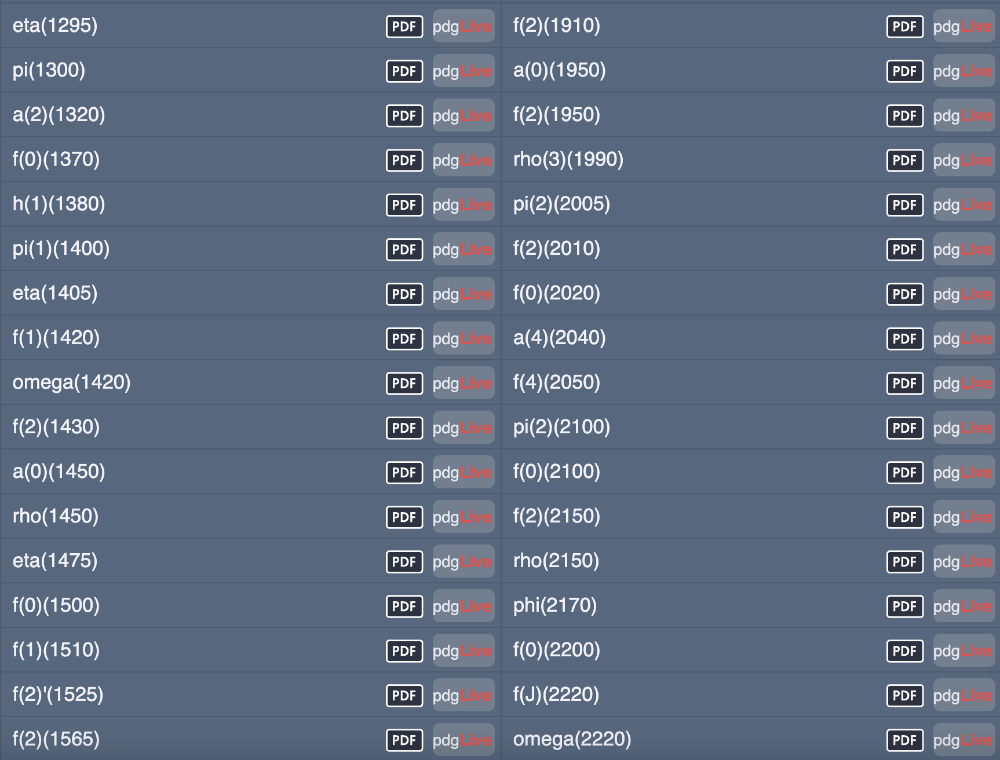 eta(1295) PDF pdgLive f(2)(1910) PDF pdgLive
pi(1300) PDF pdgLive a(0)(1950) PDF pdgLive
a(2)(1320) PDF pdgLive f(2)(1950) PDF pdgLive
f(0)(1370) PDF pdgLive rho(3)(1990) PDF pdgLive
h(1)(1380) PDF pdgLive pi(2)(2005) PDF pdgLive
pi(1)(1400) PDF pdgLive f(2)(2010) PDF pdgLive
eta(1405) PDF pdgLive f(0)(2020) PDF pdgLive
f(1)(1420) PDF pdgLive a(4)(2040) PDF pdgLive
omega(1420) PDF pdgLive f(4)(2050) PDF pdgLive
f(2)(1430) PDF pdgLive pi(2)(2100) PDF pdgLive
a(0)(1450) PDF pdgLive f(0)(2100) PDF pdgLive
rho(1450) PDF pdgLive f(2)(2150) PDF pdgLive
eta(1475) PDF pdgLive rho(2150) PDF pdgLive
f(0)(1500) PDF pdgLive phi(2170) PDF pdgLive
f(1)(1510) PDF pdgLive f(0)(2200) PDF pdgLive
f(2)'(1525) PDF pdgLive f(J)(2220) PDF pdgLive
f(2)(1565) PDF pdgLive omega(2220) PDF pdgLive